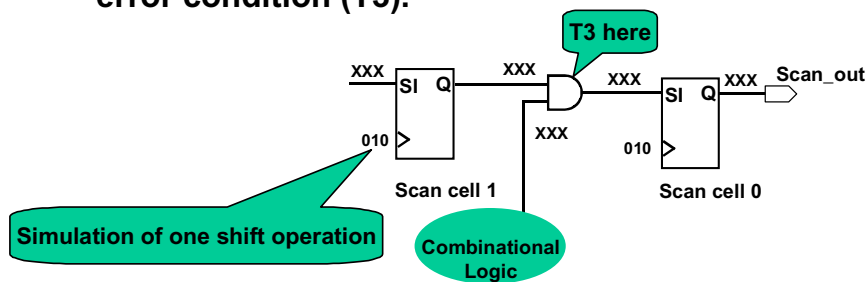 error condition (T3).
T3 here
XXX
SI
Q
XXX
XXX
SI
Q
XXX
Scan_out
010
XXX
010
Scan cell 1
Scan cell 0
Simulation of one shift operation
Combinational
Logic